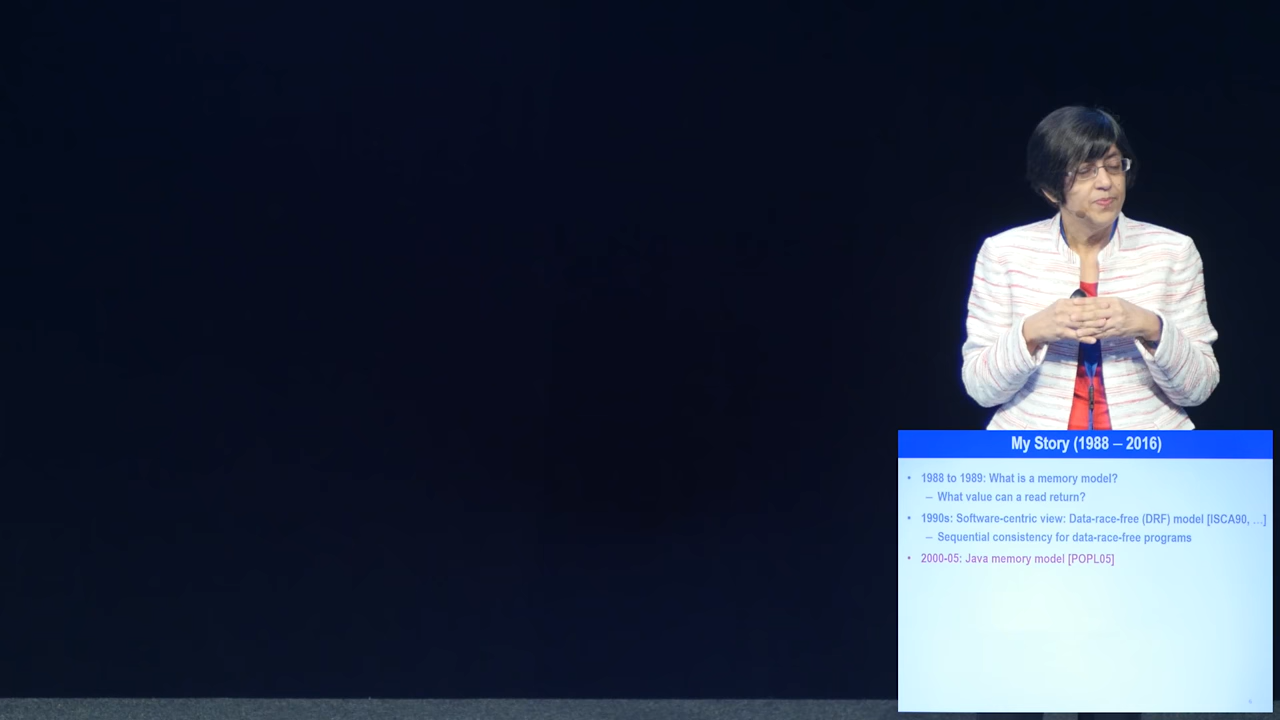 My Story (1988 – 2016)
• 1988 to 1989: What is a memory model?
– What value can a read return?
• 1990s: Software-centric view: Data-race-free (DRF) model [ISCA90, …]
– Sequential consistency for data-race-free programs
• 2000-05: Java memory model [POPL05]